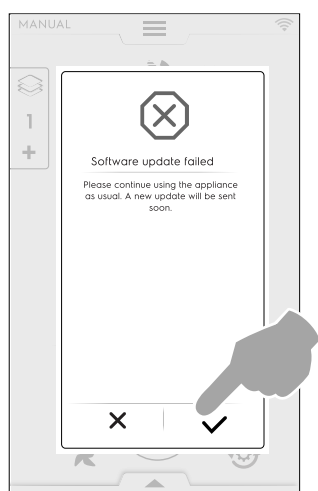 MANUAL
1
+
Software update failed
Please continue using the appliance
as usual. A new update will be sent
soon.